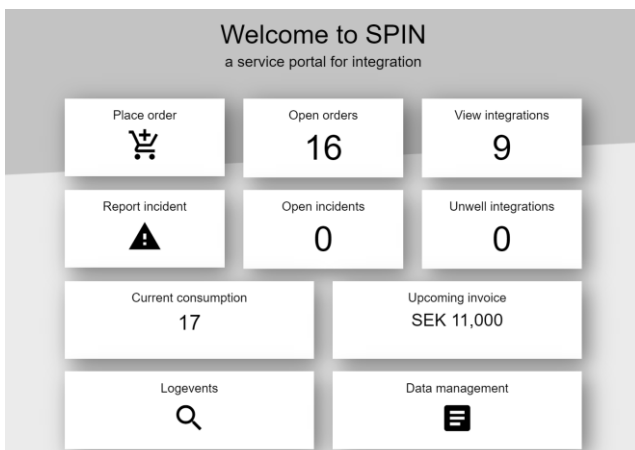 Welcome to SPIN
a service portal for integration
Place order
Open orders
16
View integrations
9
Report incident
Open incidents
0
Unwell integrations
0
Current consumption
17
Upcoming invoice
SEK 11,000
Logevents
Data management